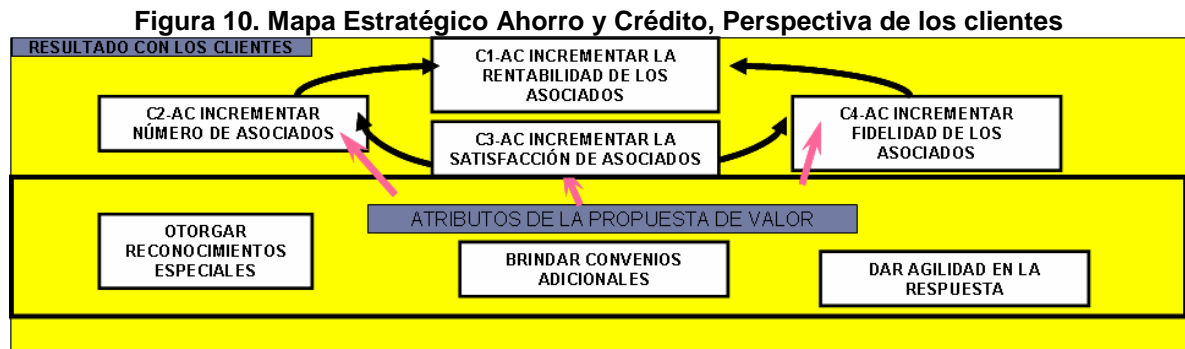 Figura 10. Mapa Estratégico Ahorro y Crédito, Perspectiva de los clientes
RESULTADO CON LOS CLIENTES
C1-AC INCREMENTAR LA
RENTABILIDAD DE LOS
ASOCIADOS
C2-AC INCREMENTAR
NÚMERO DE ASOCIADOS
C3-AC INCREMENTAR LA
SATISFACCIÓN DE ASOCIADOS
C4-AC INCREMENTAR
FIDELIDAD DE LOS
ASOCIADOS
ATRIBUTOS DE LA PROPUESTA DE VALOR
OTORGAR
RECONOCIMIENTOS
ESPECIALES
BRINDAR CONVENIOS
ADICIONALES
DAR AGILIDAD EN LA
RESPUESTA